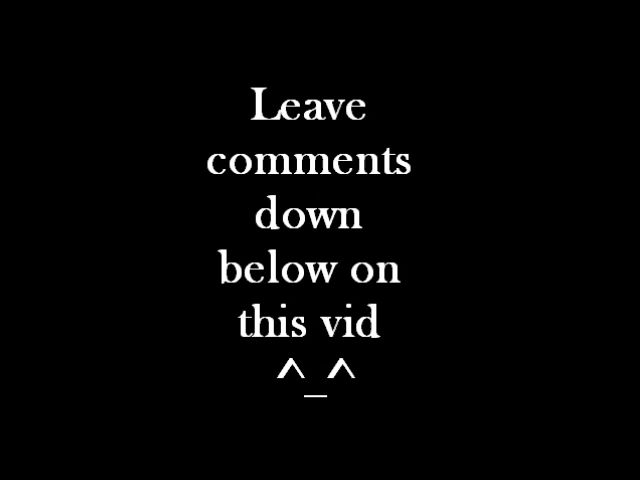 Leave
comments
down
below on
this vid
^_^